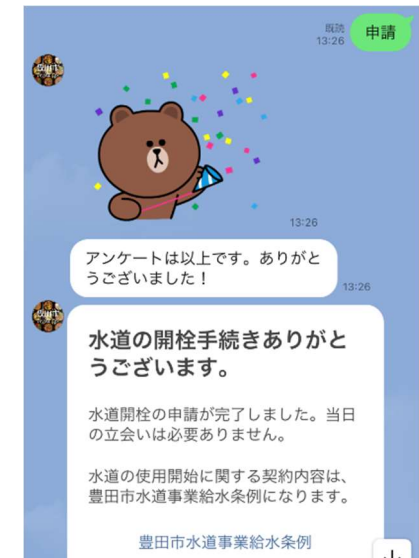 既読
13:26
申請
13:26
アンケートは以上です。ありがと
うございました！
13:26
水道の開栓手続きありがと
うございます。
水道開栓の申請が完了しました。当日
の立会いは必要ありません。
水道の使用開始に関する契約内容は、
豊田市水道事業給水条例になります。
豊田市水道事業給水条例